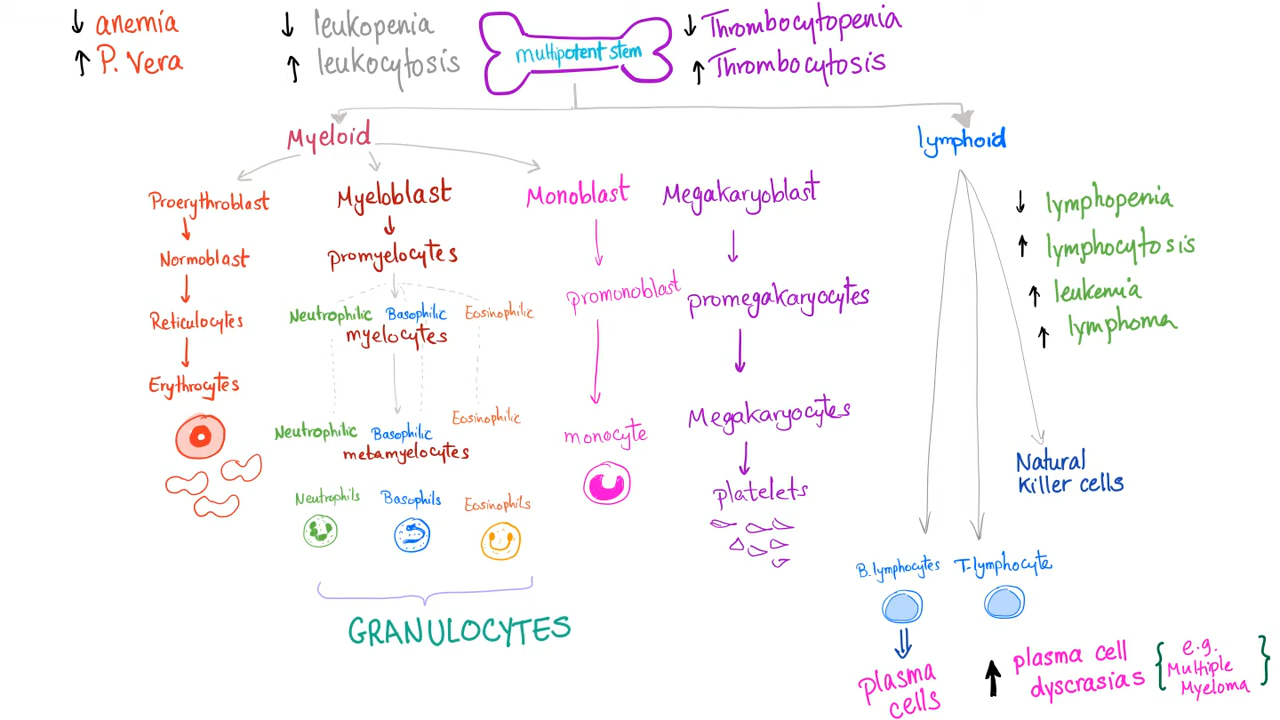 ↓ anemia
↑ P. Vera
↓ leukopenia
↑ leukocytosis
multipotent stem
↓ Thrombocytopenia
↑ Thrombocytosis
Myeloid
lymphoid
Proerythroblast
Normoblast
Reticulocytes
Erythrocytes
Myeloblast
promyelocytes
Neutrophilic Basophilic Eosinophilic
myelocytes
Neutrophilic Basophilic Eosinophilic
metamyelocytes
Neutrophils Basophils Eosinophils
GRANULOCYTES
Monoblast
promonoblast
monocyte
Megakaryoblast
promegakaryocytes
Megakaryocytes
platelets
↓ lymphopenia
↑ lymphocytosis
↑ leukemia
↑ lymphoma
Natural
Killer cells
B.lymphocytes T-lymphocyte
plasma
cells
↑ plasma cell
dyscrasias
{ e.g.
Multiple
Myeloma }